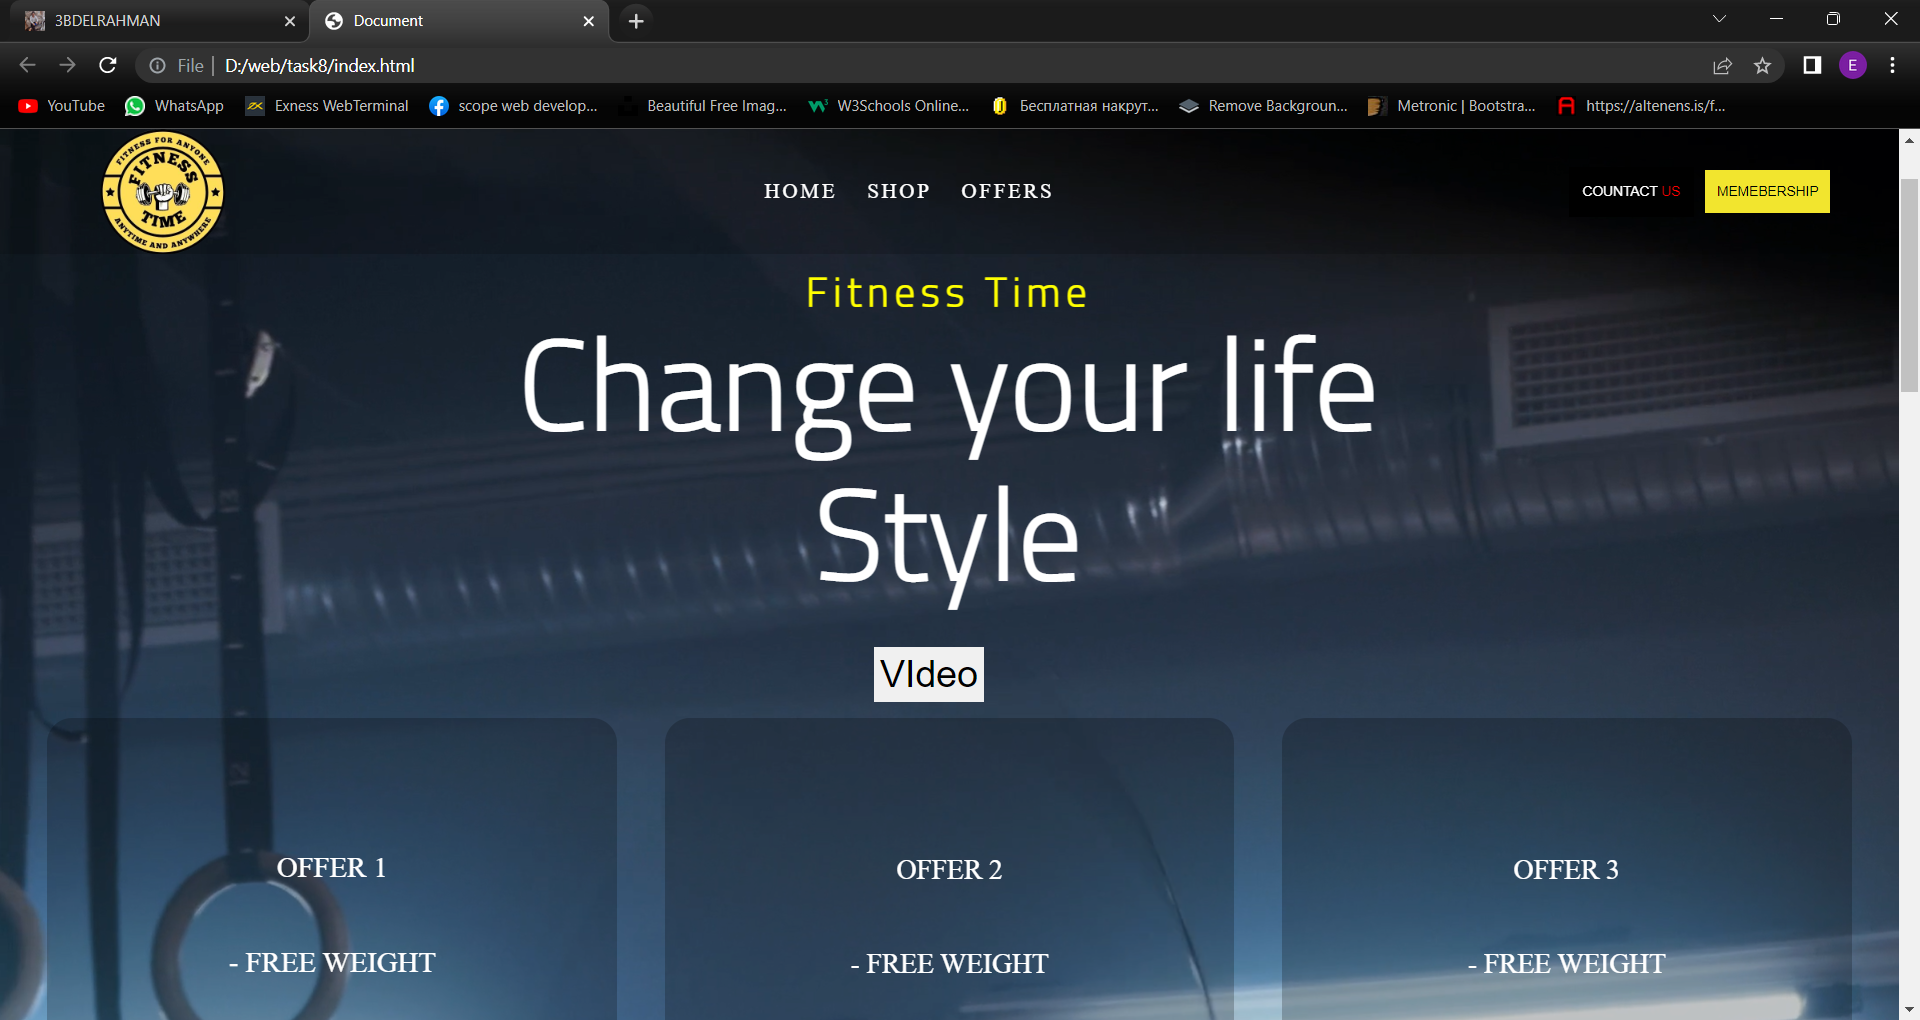 3BDELRAHMAN
Document
File
D:/web/task8/index.html
E
YouTube
WhatsApp
Exness WebTerminal
scope web develop...
Beautiful Free Imag...
W3Schools Online...
Бесплатная накрут...
Remove Backgroun...
Metronic | Bootstra...
https://altenens.is/f...
FITNESS FOR ANYONE
FITNESS
TIME
ANYTIME AND ANYWHERE
HOME SHOP OFFERS
COUNTACT US
MEMEBERSHIP
Fitness Time
Change your life
Style
VIdeo
OFFER 1
- FREE WEIGHT
OFFER 2
- FREE WEIGHT
OFFER 3
- FREE WEIGHT